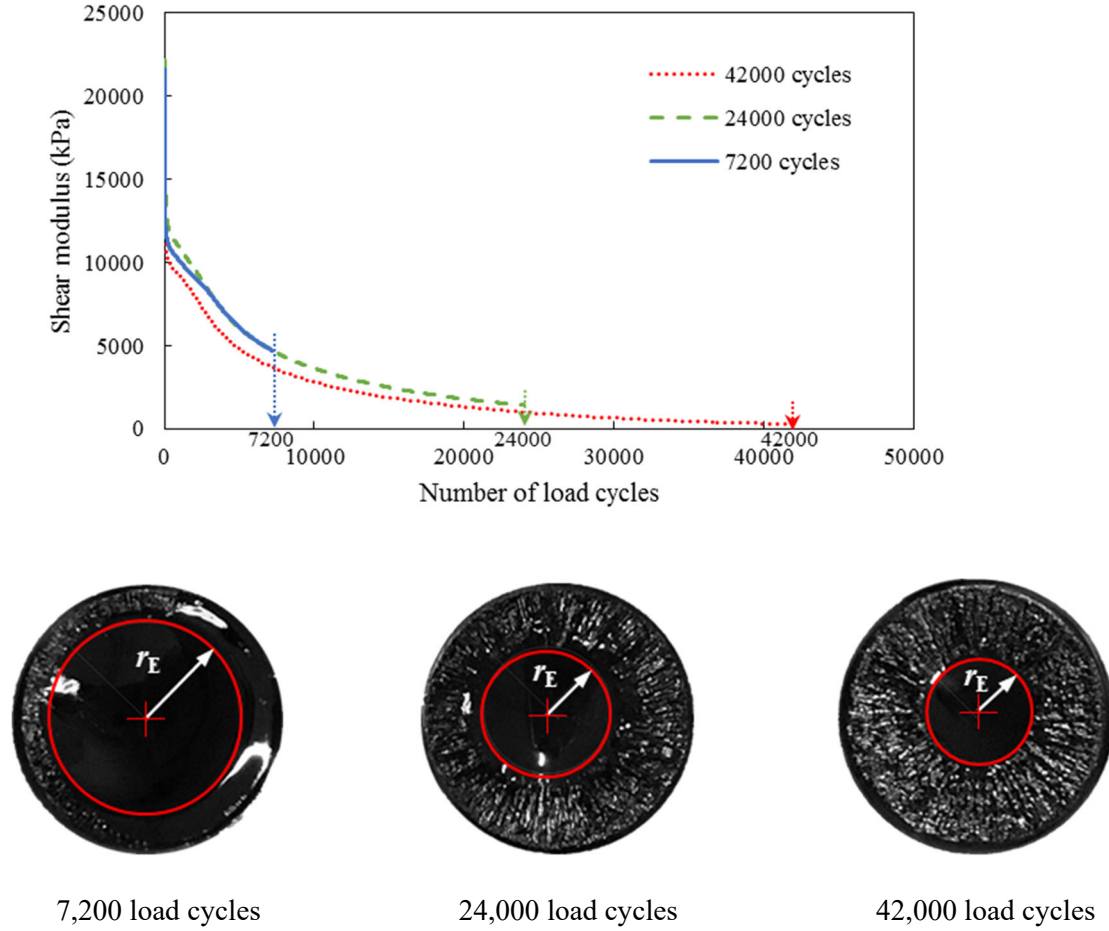 25000
20000
15000
10000
5000
0
Shear modulus (kPa)
42000 cycles
24000 cycles
7200 cycles
7200
24000
42000
0
10000
20000
30000
40000
50000
Number of load cycles
rE
rE
rE
7,200 load cycles
24,000 load cycles
42,000 load cycles